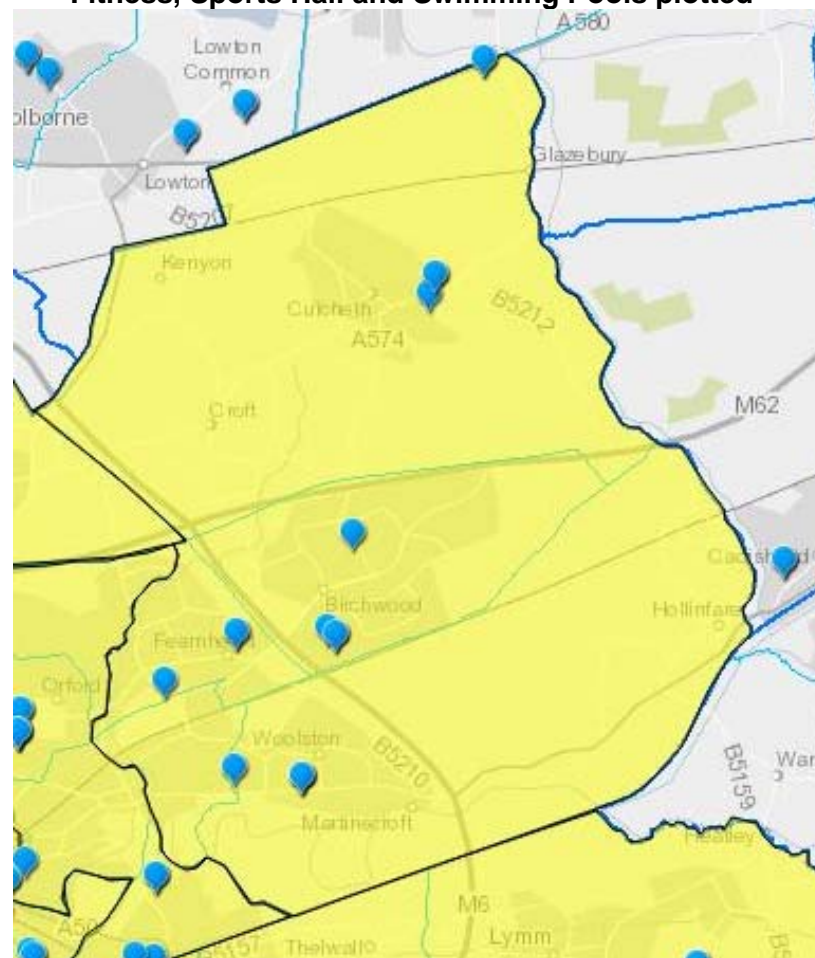 Fitness, Sports Hall and Swimming Pools plotted
A580
Lowton
Common
olborne
Glazebury
Lowton
B5207
Kenyon
Culcheth
B5212
A574
Croft
M62
Birchwood
Hollinfare
Orford
Woolston
B5210
Martinscroft
B5159
War
M6
Thelwall
Lymm